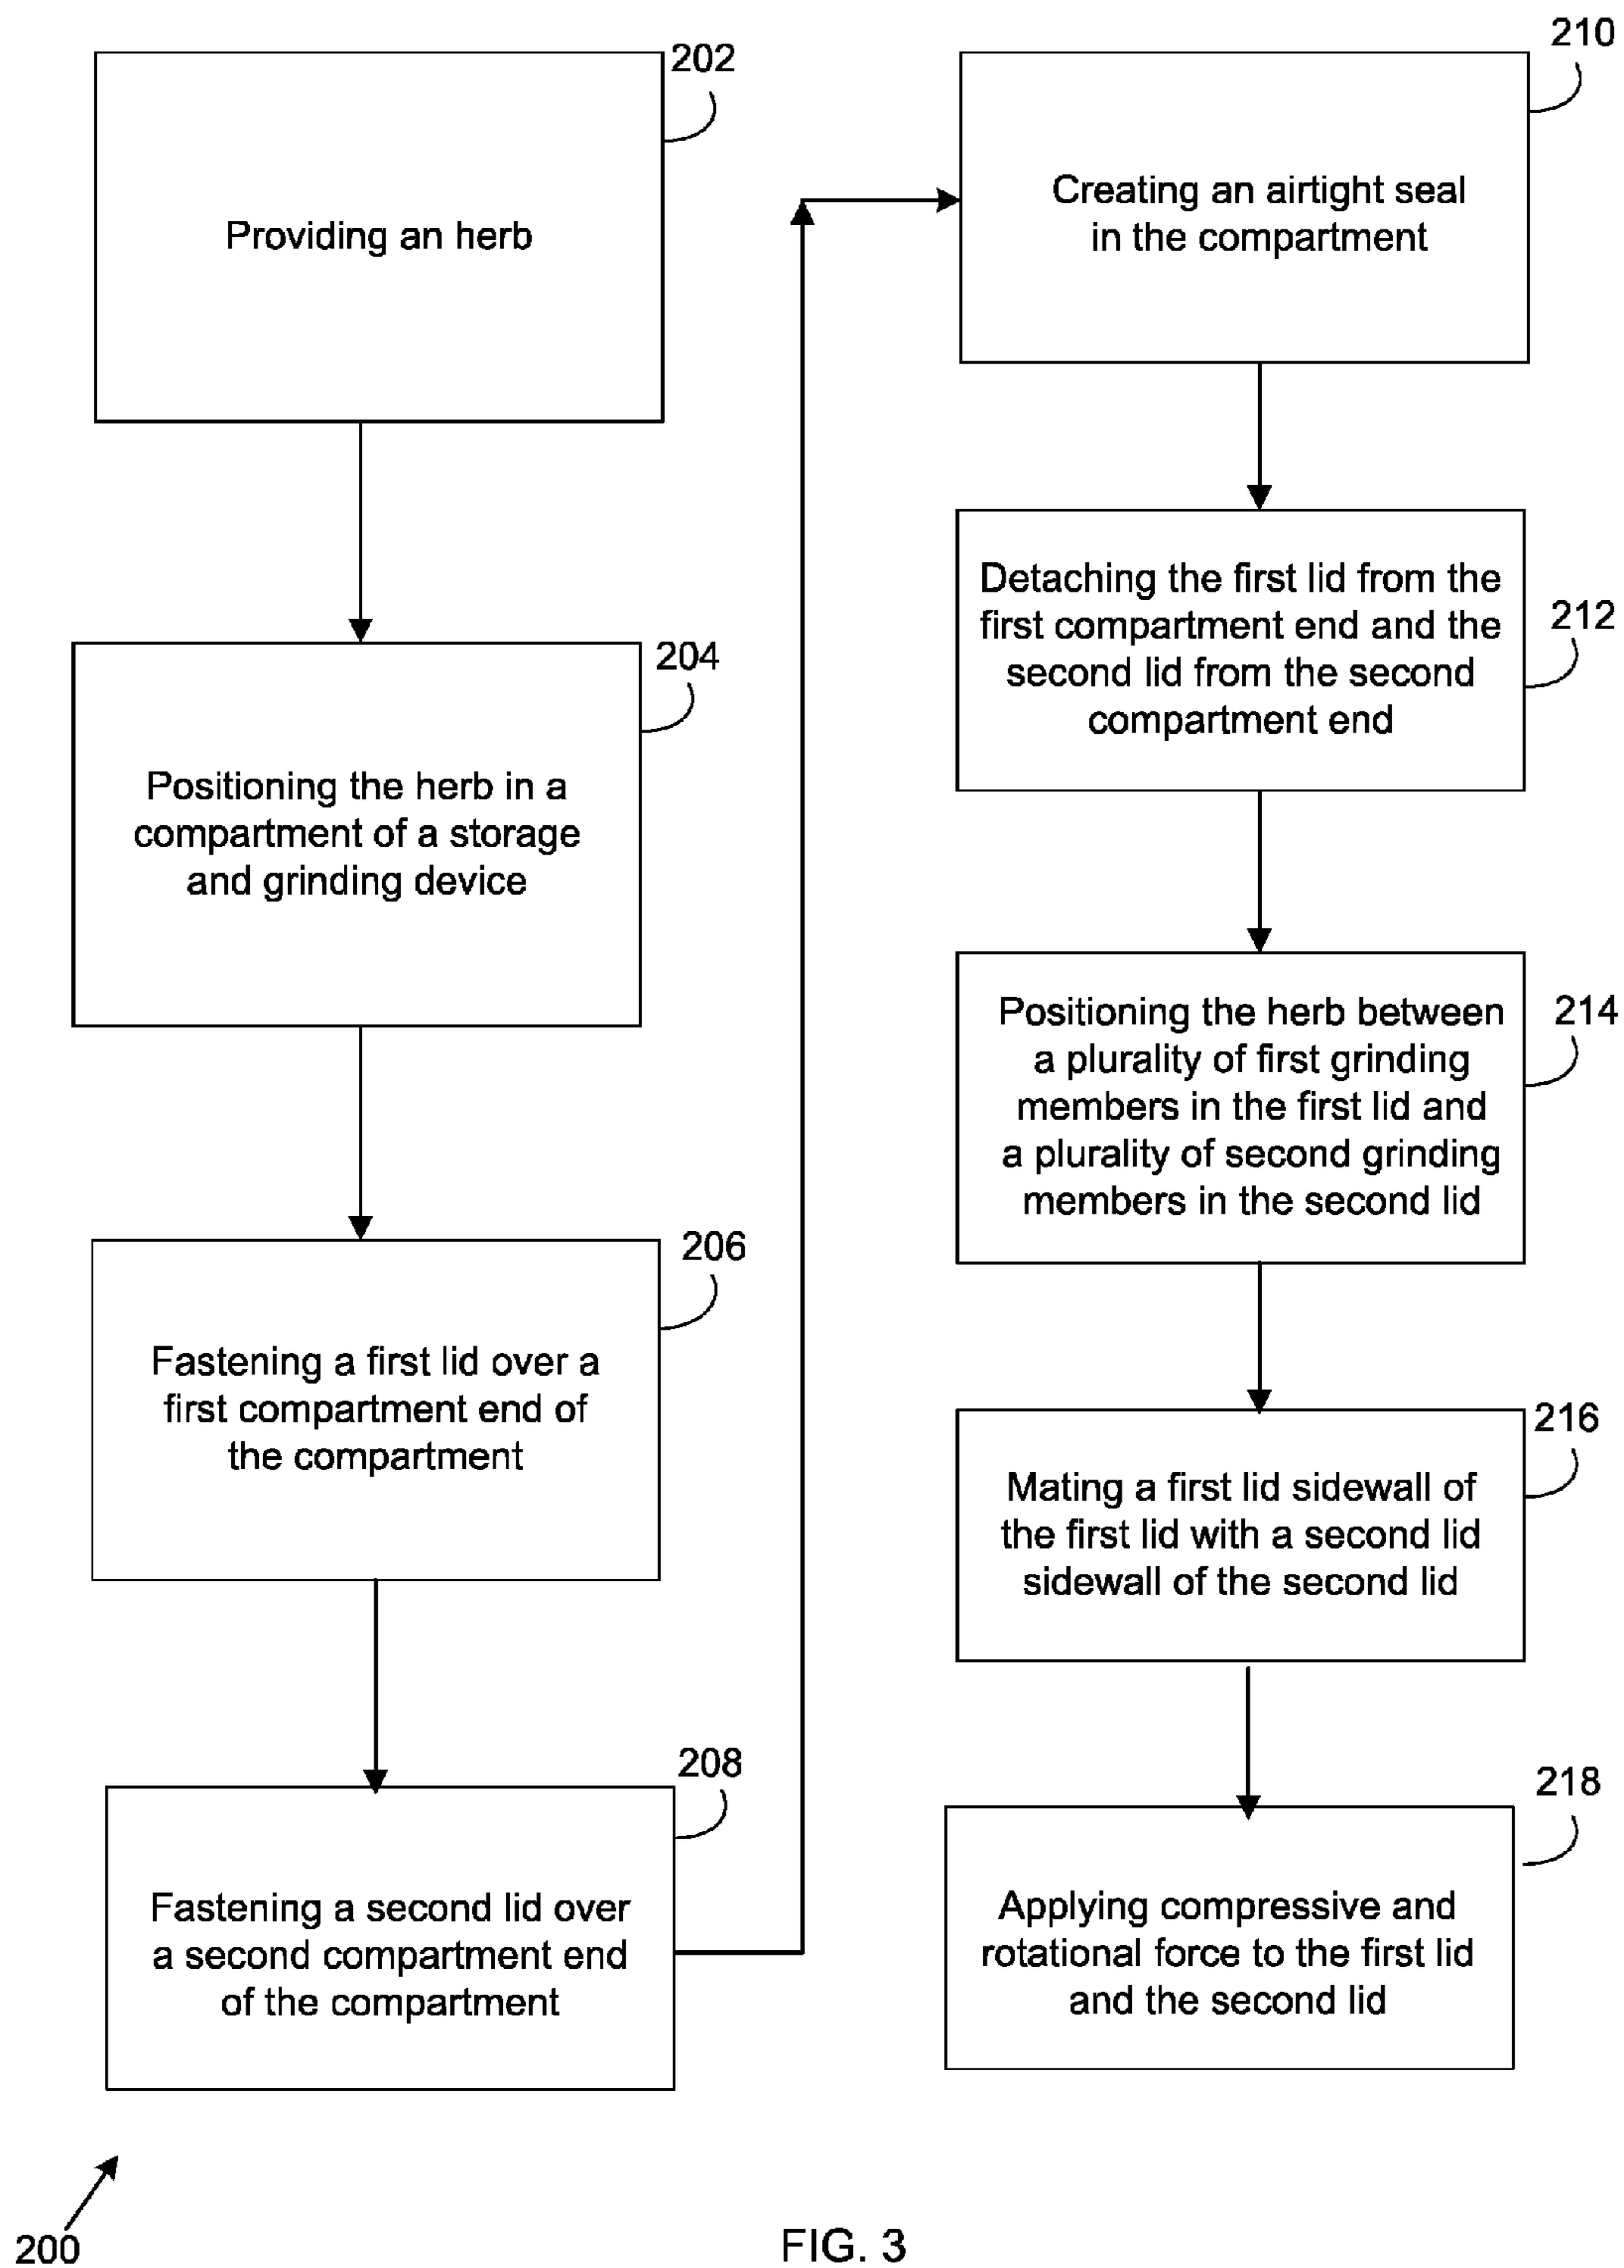 202
Providing an herb
204
Positioning the herb in a
compartment of a storage
and grinding device
206
Fastening a first lid over a
first compartment end of
the compartment
208
Fastening a second lid over
a second compartment end
of the compartment
210
Creating an airtight seal
in the compartment
212
Detaching the first lid from the
first compartment end and the
second lid from the second
compartment end
214
Positioning the herb between
a plurality of first grinding
members in the first lid and
a plurality of second grinding
members in the second lid
216
Mating a first lid sidewall of
the first lid with a second lid
sidewall of the second lid
218
Applying compressive and
rotational force to the first lid
and the second lid
200
FIG. 3